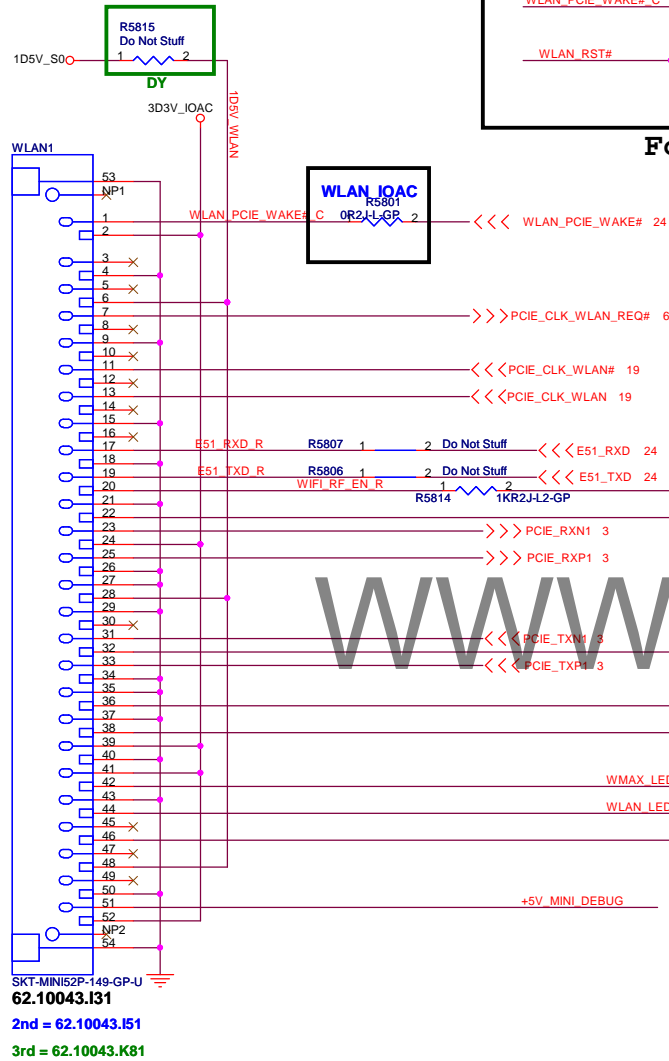 WLAN_PCIE_WAKE#_C
R5815
Do Not Stuff
1D5V_S0
1 2
WLAN_RST#
DY
3D3V_IOAC
1D5V_WLAN
WLAN1
53
NP1
WLAN_IOAC
R5801
1 WLAN_PCIE_WAKE#_C 0R2J-L-GP 1 2 WLAN_PCIE_WAKE# 24
2
3
4
5
6
7 PCIE_CLK_WLAN_REQ# 6
8
9
10
11 PCIE_CLK_WLAN# 19
12
13 PCIE_CLK_WLAN 19
14
15
16
17 E51_RXD_R R5807 1 2 Do Not Stuff E51_RXD 24
18
19 E51_TXD_R R5806 1 2 Do Not Stuff E51_TXD 24
20 WIFI_RF_EN_R 1 2
R5814 1KR2J-L2-GP
21
22
23 PCIE_RXN1 3
24
25 PCIE_RXP1 3
26
27
28
29
30
WWW
31 PCIE_TXN1 3
32
33 PCIE_TXP1 3
34
35
36
37
38
39
40
41
42 WMAX_LED
43
44 WLAN_LED
45
46
47
48
49
50
51 +5V_MINI_DEBUG
52
NP2
54
SKT-MINI52P-149-GP-U
62.10043.I31
2nd = 62.10043.I51
3rd = 62.10043.K81